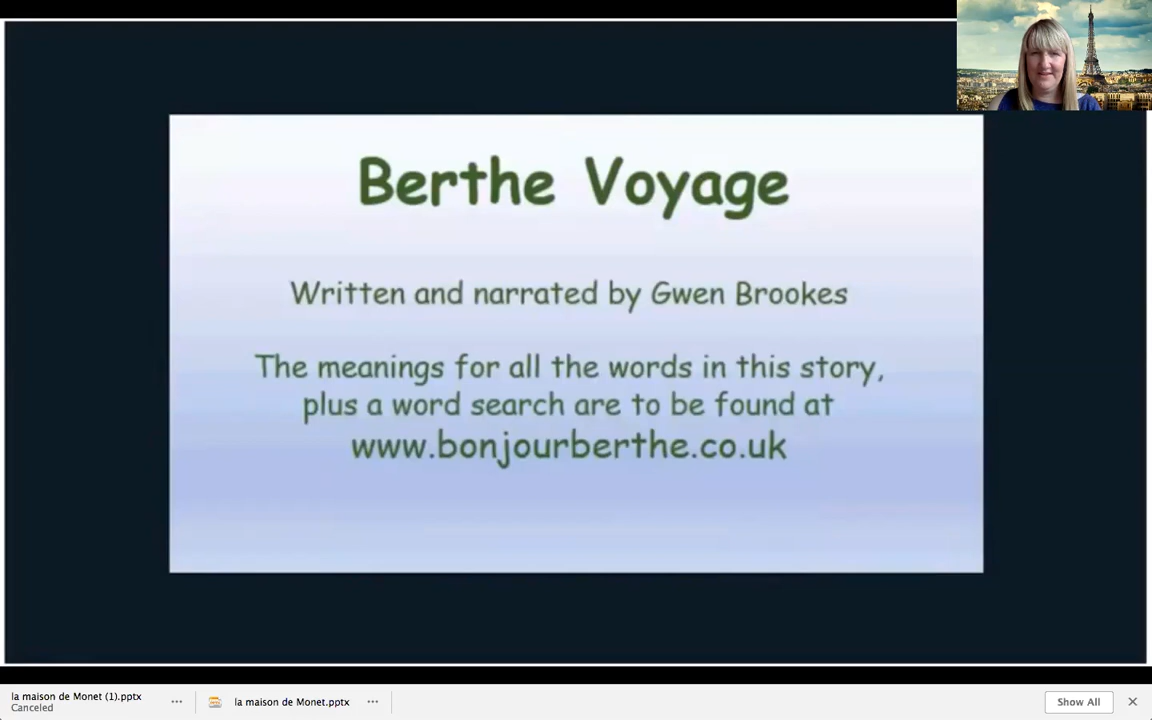 Berthe Voyage
Written and narrated by Gwen Brookes
The meanings for all the words in this story,
plus a word search are to be found at
www.bonjourberthe.co.uk
la maison de Monet (1).pptx
Canceled
la maison de Monet.pptx
Show All